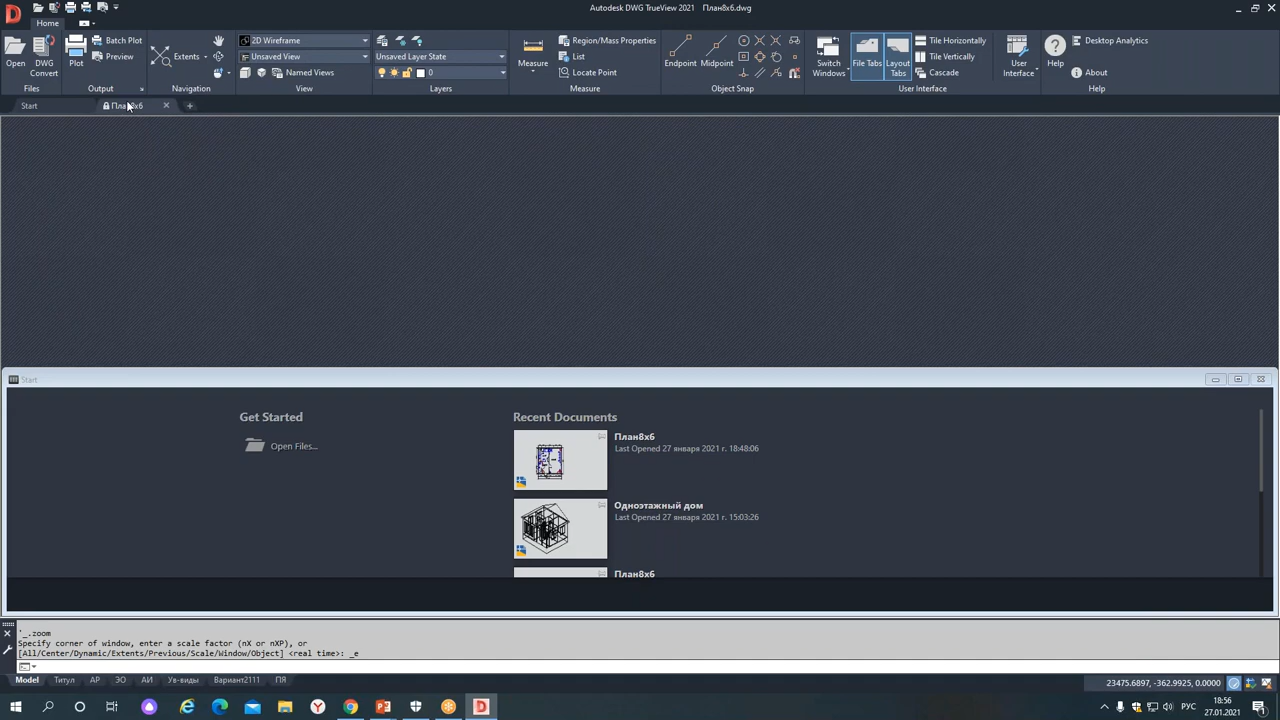 Autodesk DWG TrueView 2021 План8х6.dwg
Home
Open
DWG Convert
Files
Plot
Batch Plot
Preview
Output
Extents
Navigation
2D Wireframe
Unsaved View
Named Views
View
Unsaved Layer State
0
Layers
Measure
Region/Mass Properties
List
Locate Point
Measure
Endpoint
Midpoint
Object Snap
Switch Windows
File Tabs
Layout Tabs
Tile Horizontally
Tile Vertically
Cascade
User Interface
User Interface
Help
Desktop Analytics
About
Help
Start
План8х6
Start
Get Started
Open Files...
Recent Documents
План8х6
Last Opened 27 января 2021 г. 18:48:06
Одноэтажный дом
Last Opened 27 января 2021 г. 15:03:26
План8х6
'_.zoom
Specify corner of window, enter a scale factor (nX or nXP), or
[All/Center/Dynamic/Extents/Previous/Scale/Window/Object] <real time>: _e
Model
Титул
АР
ЭО
АИ
Ув-виды
Вариант2111
ПЯ
23475.6897, -362.9925, 0.0000
РУС
18:56
27.01.2021